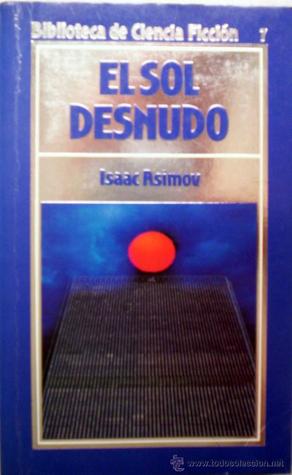 Biblioteca de Ciencia Ficción 7
EL SOL
DESNUDO
Isaac Asimov
www.todocoleccion.net